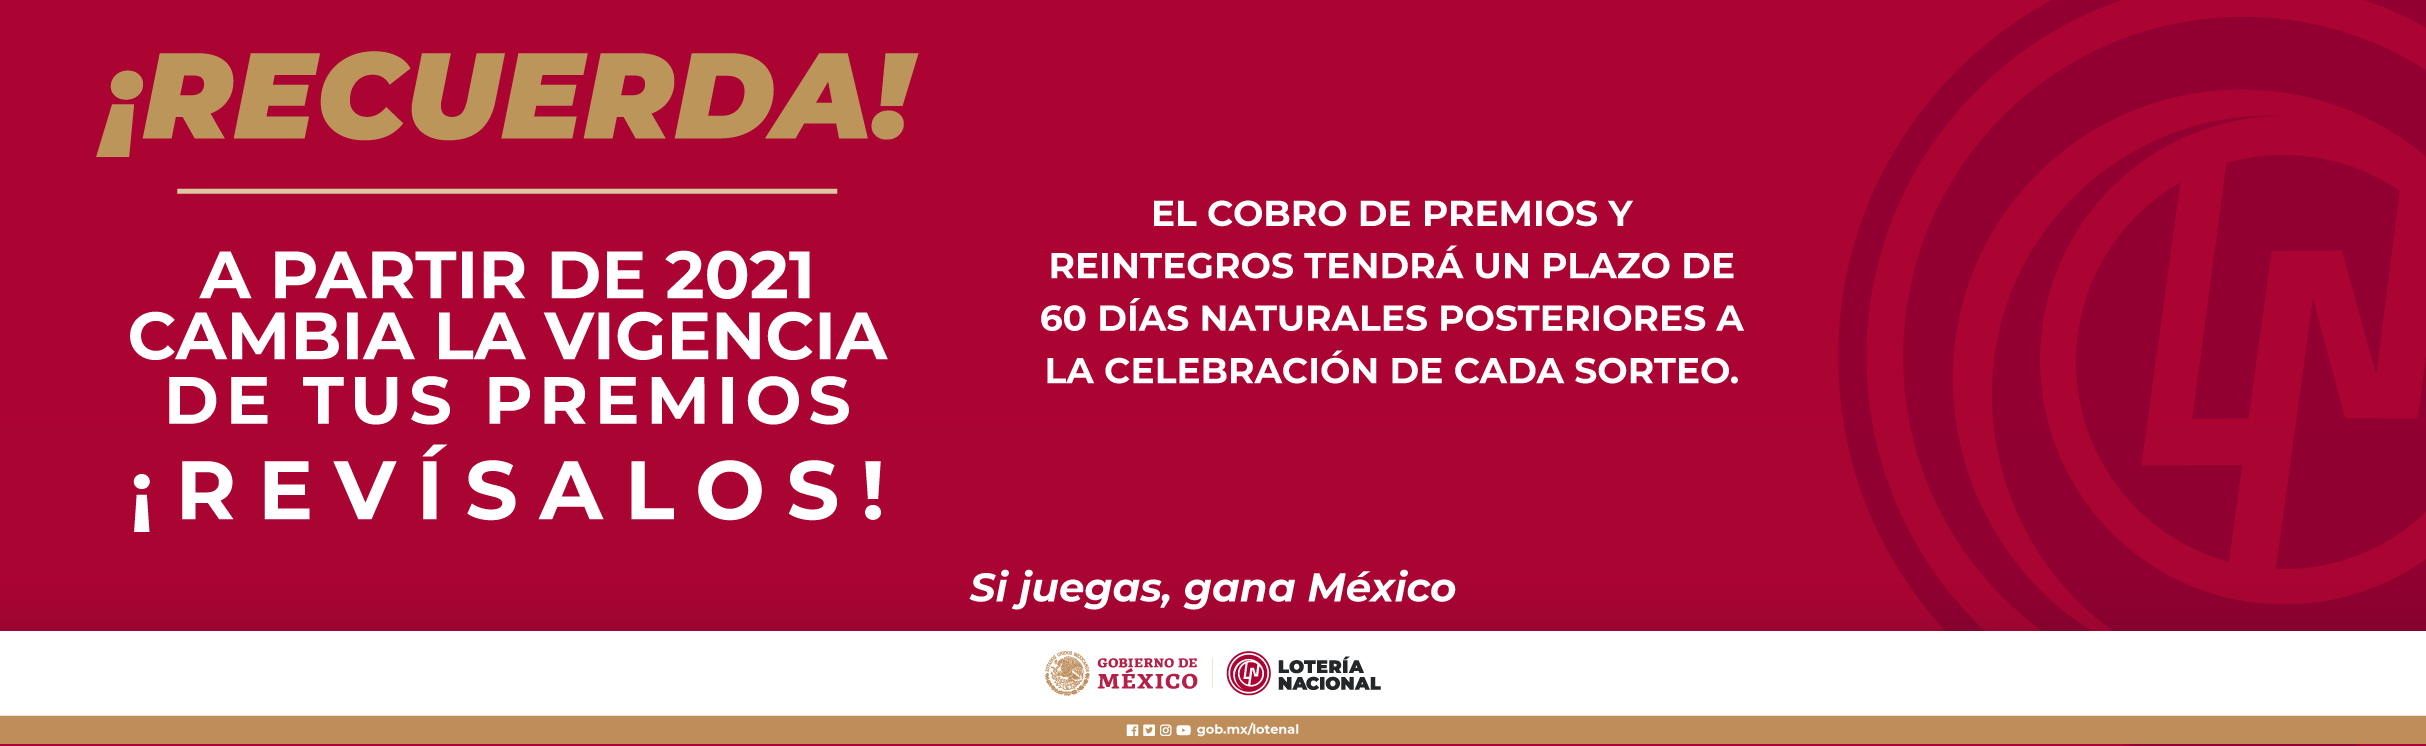 ¡RECUERDA!
A PARTIR DE 2021
CAMBIA LA VIGENCIA
DE TUS PREMIOS
¡REVÍSALOS!
EL COBRO DE PREMIOS Y
REINTEGROS TENDRÁ UN PLAZO DE
60 DÍAS NATURALES POSTERIORES A
LA CELEBRACIÓN DE CADA SORTEO.
Si juegas, gana México
GOBIERNO DE
MÉXICO
LOTERÍA
NACIONAL
gob.mx/lotenal